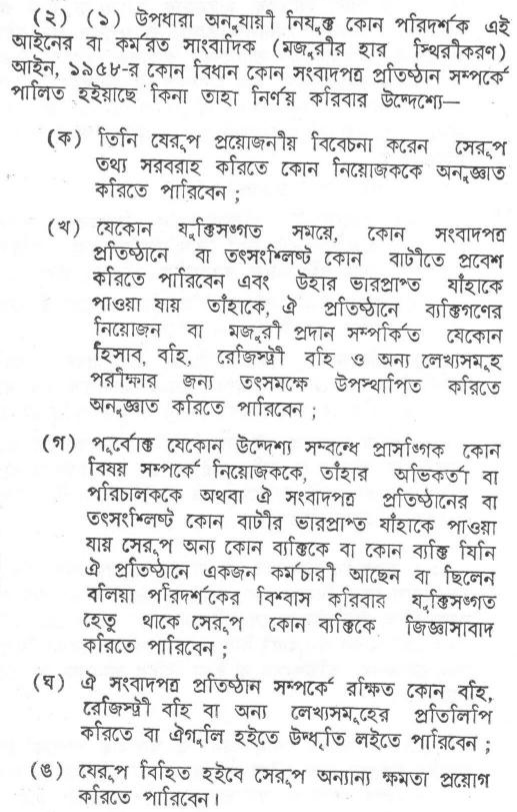 (২) (১) উপধারা অনুযায়ী নিযুক্ত কোন পরিদর্শক এই
আইনের বা কর্মরত সাংবাদিক (মজুরীর হার স্থিরীকরণ)
আইন, ১৯৫৮-র কোন বিধান কোন সংবাদপত্র প্রতিষ্ঠান সম্পর্কে
পালিত হইয়াছে কিনা তাহা নির্ণয় করিবার উদ্দেশ্যে—
(ক) তিনি যেরূপ প্রয়োজনীয় বিবেচনা করেন সেরূপ
তথ্য সরবরাহ করিতে কোন নিয়োজককে অনুজ্ঞাত
করিতে পারিবেন ;
(খ) যেকোন যুক্তিসঙ্গত সময়ে, কোন সংবাদপত্র
প্রতিষ্ঠানে বা তৎসংশ্লিষ্ট কোন বাটীতে প্রবেশ
করিতে পারিবেন এবং উহার ভারপ্রাপ্ত যাঁহাকে
পাওয়া যায় তাঁহাকে, ঐ প্রতিষ্ঠানে ব্যক্তিগণের
নিয়োজন বা মজুরী প্রদান সম্পর্কিত যেকোন
হিসাব, বহি, রেজিস্ট্রী বহি ও অন্য লেখ্যসমূহ
পরীক্ষার জন্য তৎসমক্ষে উপস্থাপিত করিতে
অনুজ্ঞাত করিতে পারিবেন ;
(গ) পূর্বোক্ত যেকোন উদ্দেশ্য সম্বন্ধে প্রাসঙ্গিক কোন
বিষয় সম্পর্কে নিয়োজককে, তাঁহার অভিকর্তা বা
পরিচালককে অথবা ঐ সংবাদপত্র প্রতিষ্ঠানের বা
তৎসংশ্লিষ্ট কোন বাটীর ভারপ্রাপ্ত যাঁহাকে পাওয়া
যায় সেরূপ অন্য কোন ব্যক্তিকে বা কোন ব্যক্তি যিনি
ঐ প্রতিষ্ঠানে একজন কর্মচারী আছেন বা ছিলেন
বলিয়া পরিদর্শকের বিশ্বাস করিবার যুক্তিসঙ্গত
হেতু থাকে সেরূপ কোন ব্যক্তিকে জিজ্ঞাসাবাদ
করিতে পারিবেন ;
(ঘ) ঐ সংবাদপত্র প্রতিষ্ঠান সম্পর্কে রক্ষিত কোন বহি,
রেজিস্ট্রী বহি বা অন্য লেখ্যসমূহের প্রতিলিপি
করিতে বা ঐগুলি হইতে উদ্ধৃতি লইতে পারিবেন ;
(ঙ) যেরূপ বিহিত হইবে সেরূপ অন্যান্য ক্ষমতা প্রয়োগ
করিতে পারিবেন।